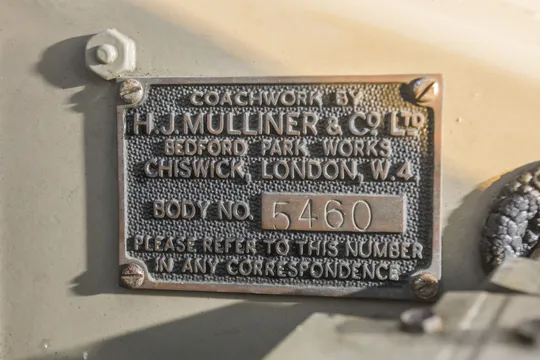 COACHWORK BY
H.J. MULLINER & CO LTD
BEDFORD PARK WORKS
CHISWICK, LONDON, W.4.
BODY NO. 5460
PLEASE REFER TO THIS NUMBER
IN ANY CORRESPONDENCE